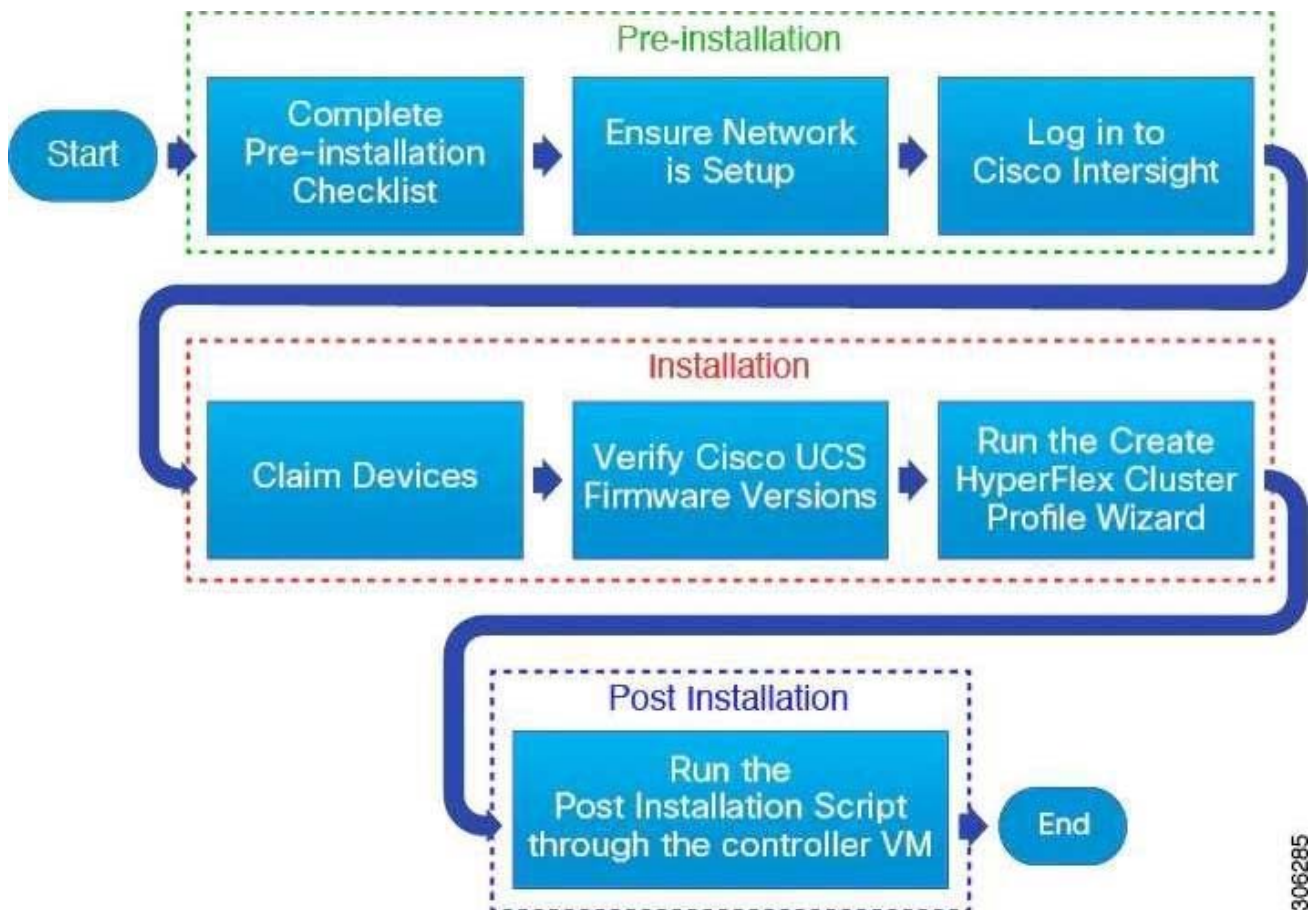 Pre-installation
Start
Complete
Pre-installation
Checklist
Ensure Network
is Setup
Log in to
Cisco Intersight
Installation
Claim Devices
Verify Cisco UCS
Firmware Versions
Run the Create
HyperFlex Cluster
Profile Wizard
Post Installation
Run the
Post Installation Script
through the controller VM
End
306285